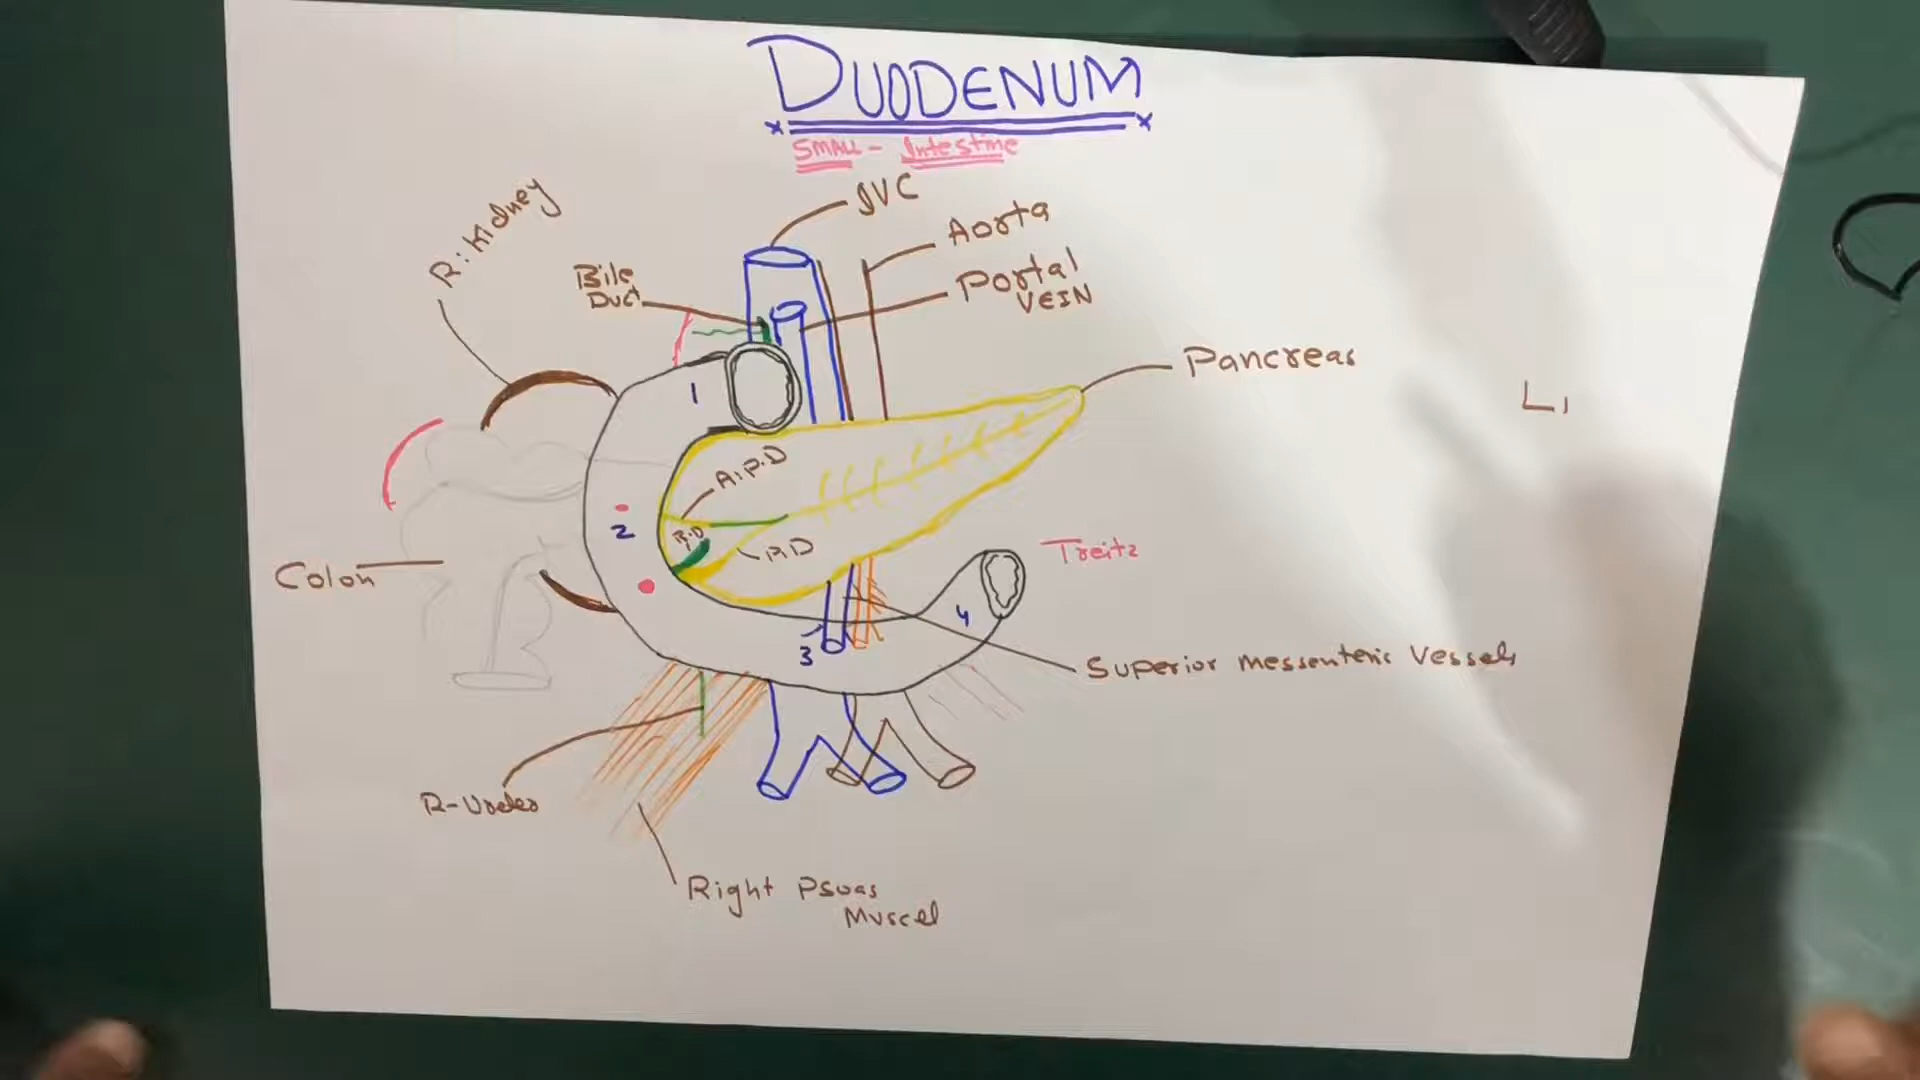 DUODENUM
SMALL - Intestine
IVC
R: Kidney
Aorta
Bile
Duct
Portal
VEIN
Pancreas
1
L1
A.P.D
2
B.D
P.D
Treitz
Colon
4
3
Superior messenteric Vessels
R-Ureter
Right Psoas
Muscel